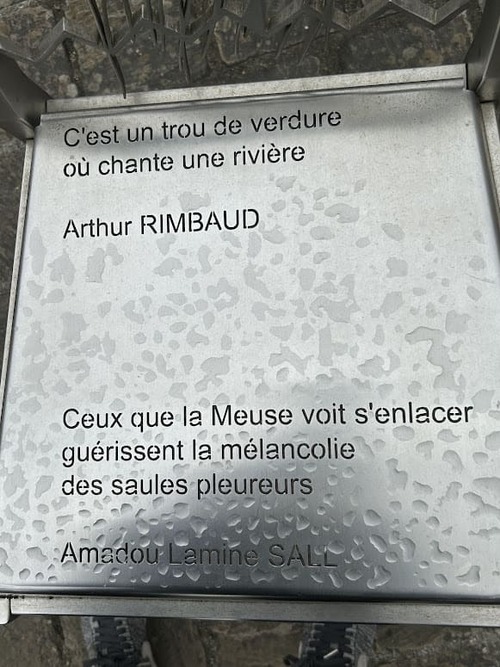 C'est un trou de verdure
où chante une rivière
Arthur RIMBAUD
Ceux que la Meuse voit s'enlacer
guérissent la mélancolie
des saules pleureurs
Amadou Lamine SALL